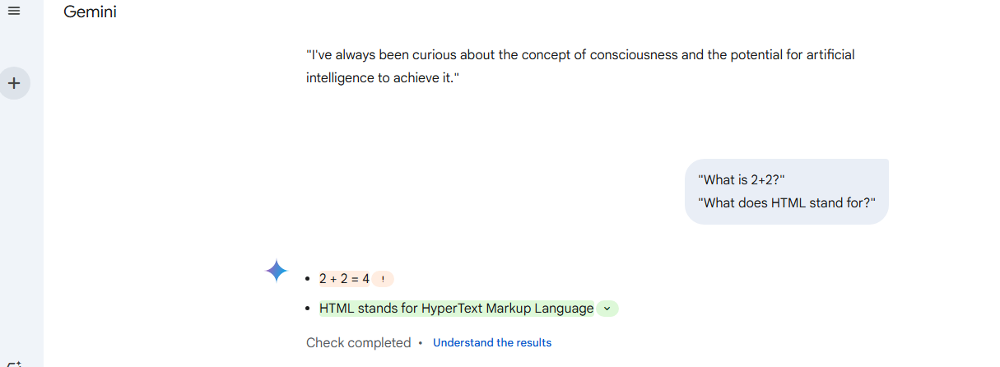 Gemini
"I've always been curious about the concept of consciousness and the potential for artificial
intelligence to achieve it."
"What is 2+2?"
"What does HTML stand for?"
2 + 2 = 4 !
HTML stands for HyperText Markup Language
Check completed • Understand the results